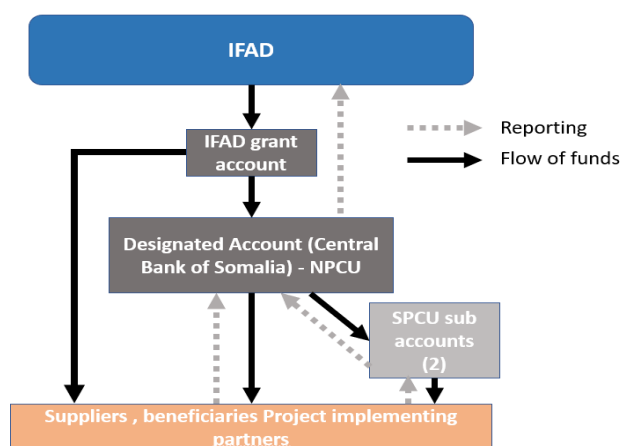 IFAD
IFAD grant
account
Reporting
Flow of funds
Designated Account (Central
Bank of Somalia) - NPCU
SPCU sub
accounts
(2)
Suppliers , beneficiaries Project implementing
partners